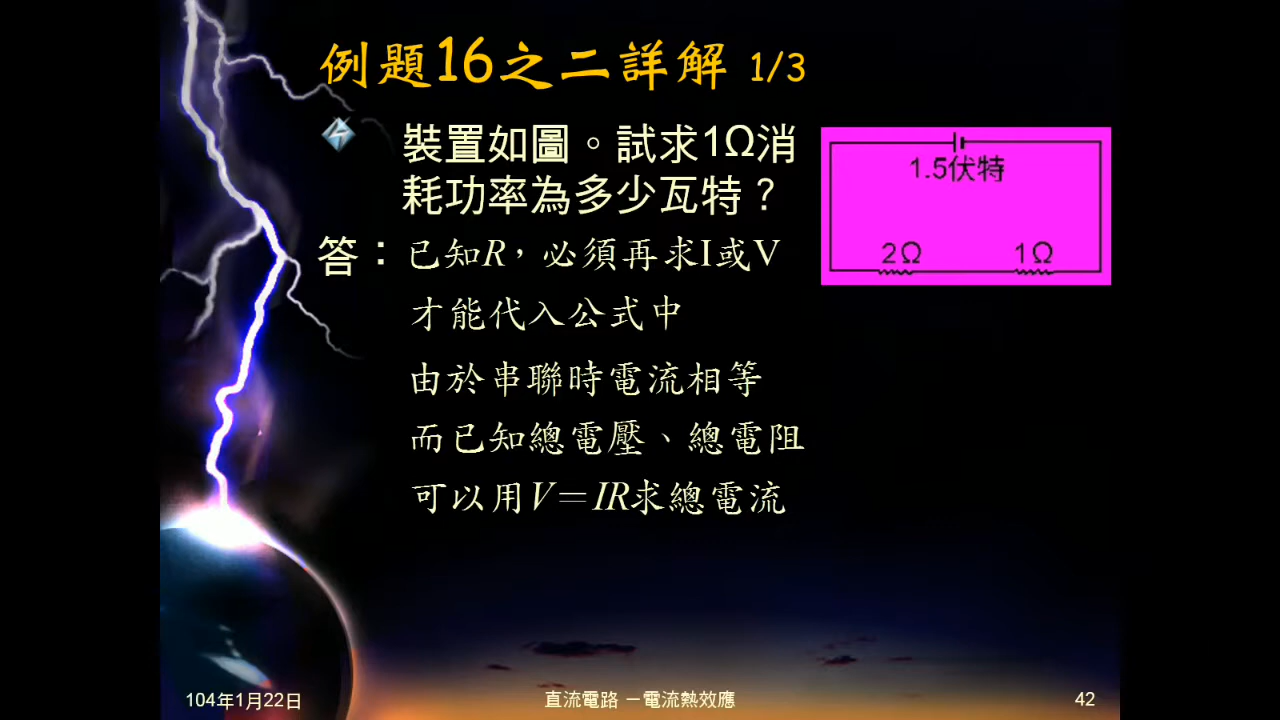 例題16之二詳解 1/3
裝置如圖。試求1Ω消
耗功率為多少瓦特？
1.5伏特
2Ω
1Ω
答：已知R，必須再求I或V
才能代入公式中
由於串聯時電流相等
而已知總電壓、總電阻
可以用V＝IR求總電流
104年1月22日
直流電路 －電流熱效應
42